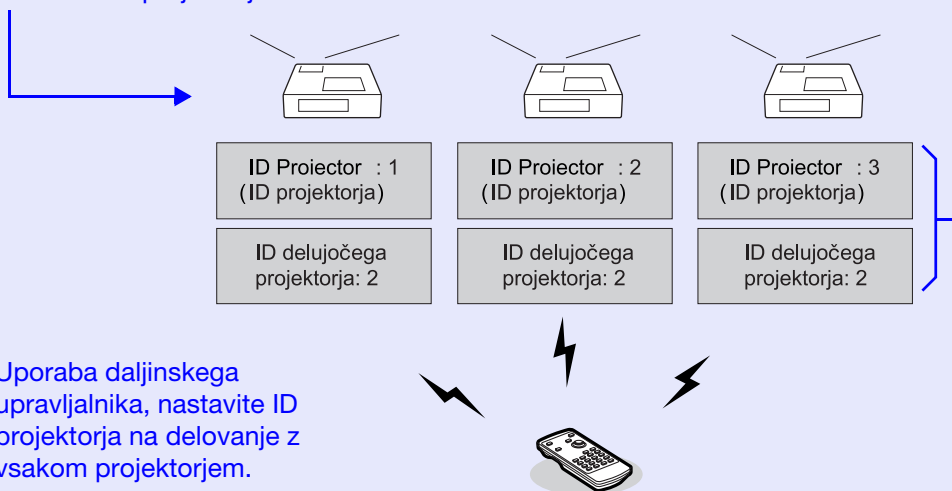 ID Proiector : 1
(ID projektorja)
ID Proiector : 2
(ID projektorja)
ID Proiector : 3
(ID projektorja)
ID delujočega
projektorja: 2
ID delujočega
projektorja: 2
ID delujočega
projektorja: 2
Uporaba daljinskega
upravljalnika, nastavite ID
projektorja na delovanje z
vsakom projektorjem.